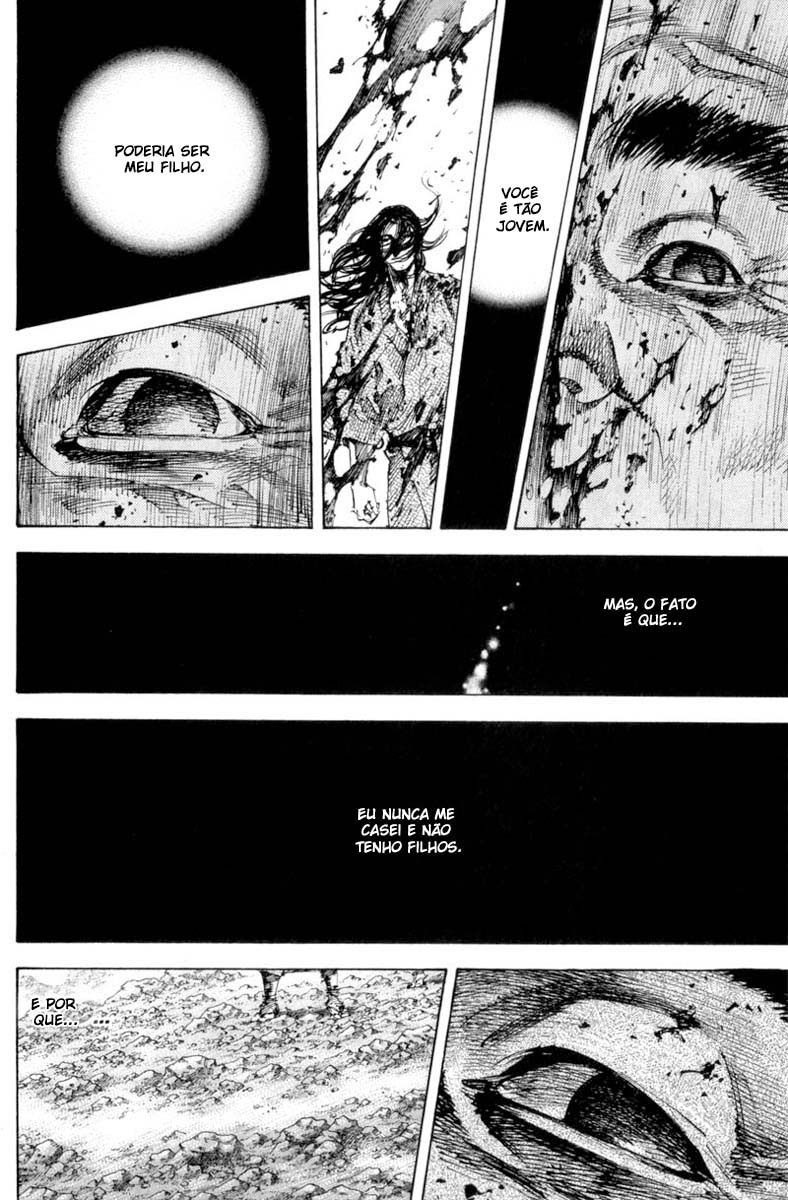 VOCÊ
É TÃO
JOVEM.
PODERIA SER
MEU FILHO.
MAS, O FATO
É QUE...
EU NUNCA ME
CASEI E NÃO
TENHO FILHOS.
E POR
QUE... ...